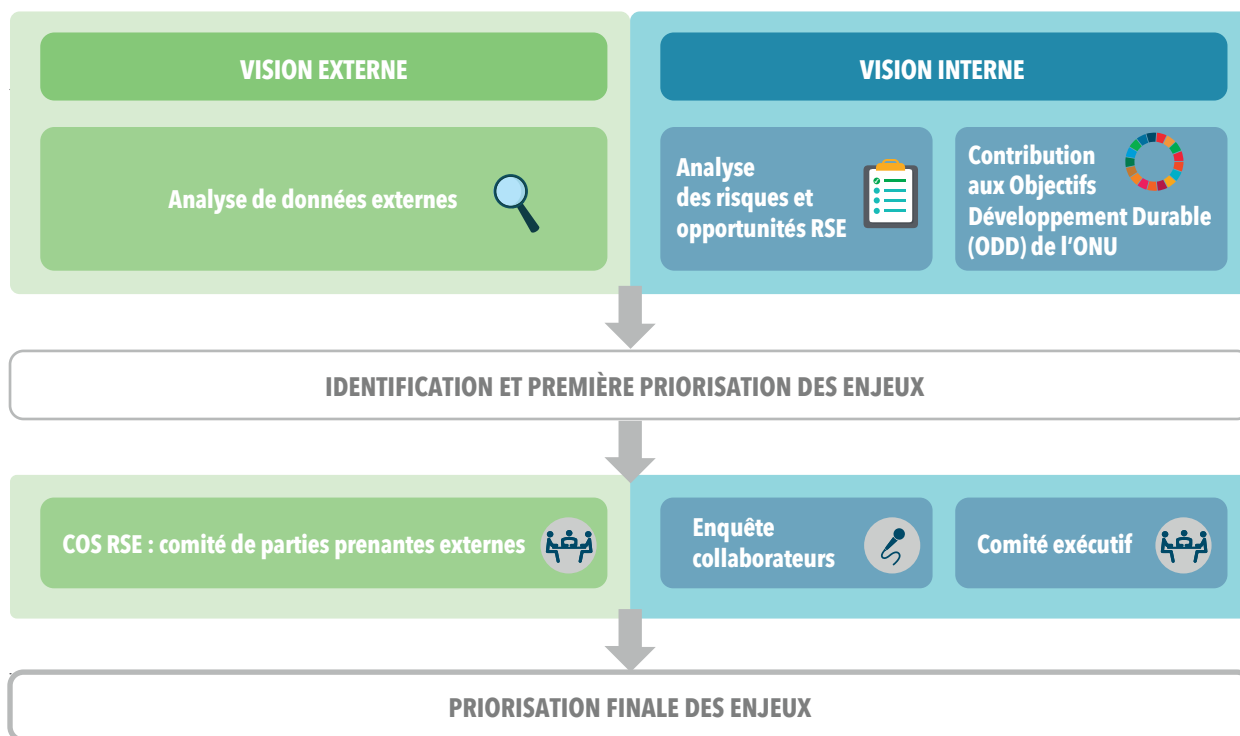 VISION EXTERNE
VISION INTERNE
Analyse de données externes
Analyse
des risques et
opportunités RSE
Contribution
aux Objectifs
Développement Durable
(ODD) de l'ONU
IDENTIFICATION ET PREMIÈRE PRIORISATION DES ENJEUX
COS RSE : comité de parties prenantes externes
Enquête
collaborateurs
Comité exécutif
PRIORISATION FINALE DES ENJEUX